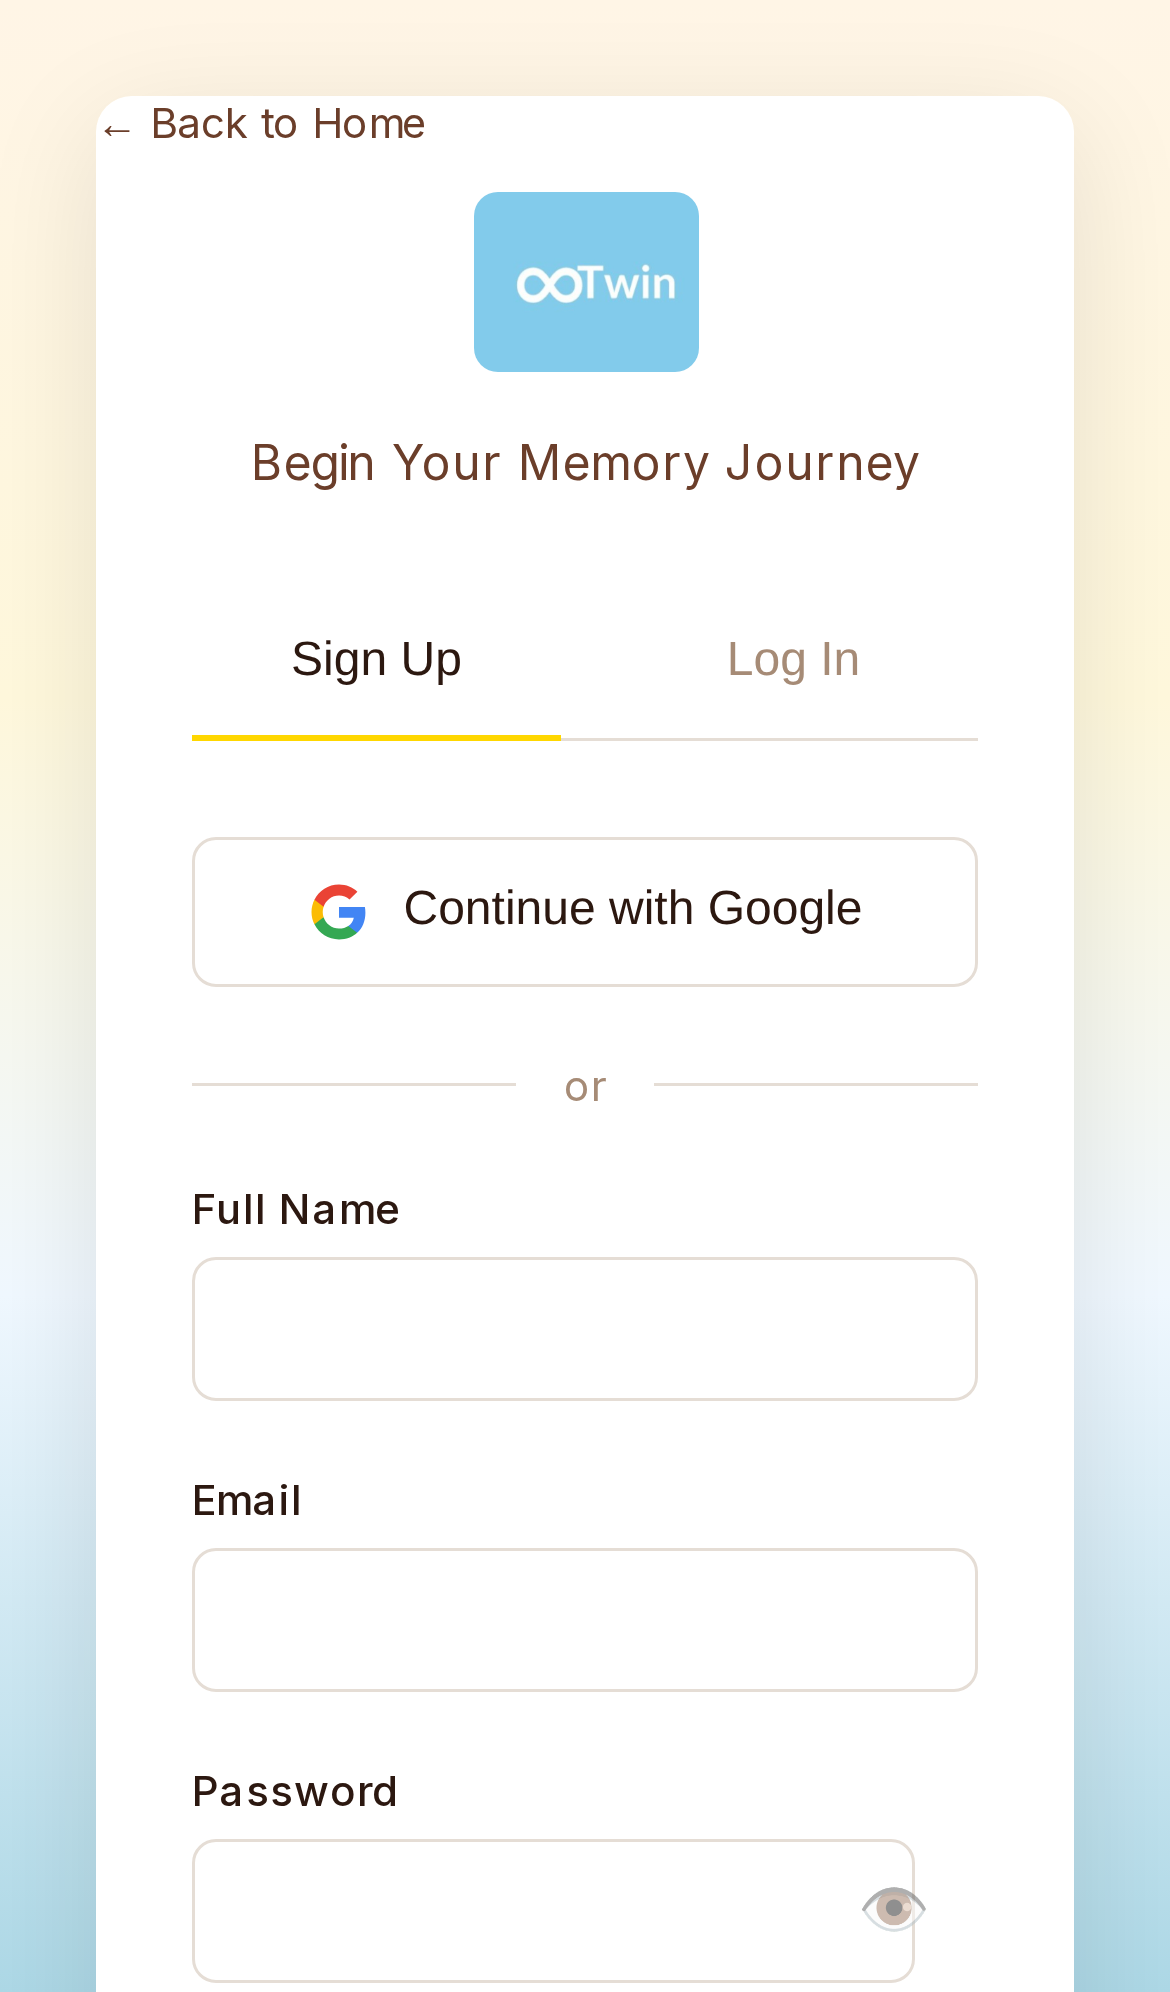 ← Back to Home
∞Twin
Begin Your Memory Journey
Sign Up
Log In
Continue with Google
or
Full Name
Email
Password